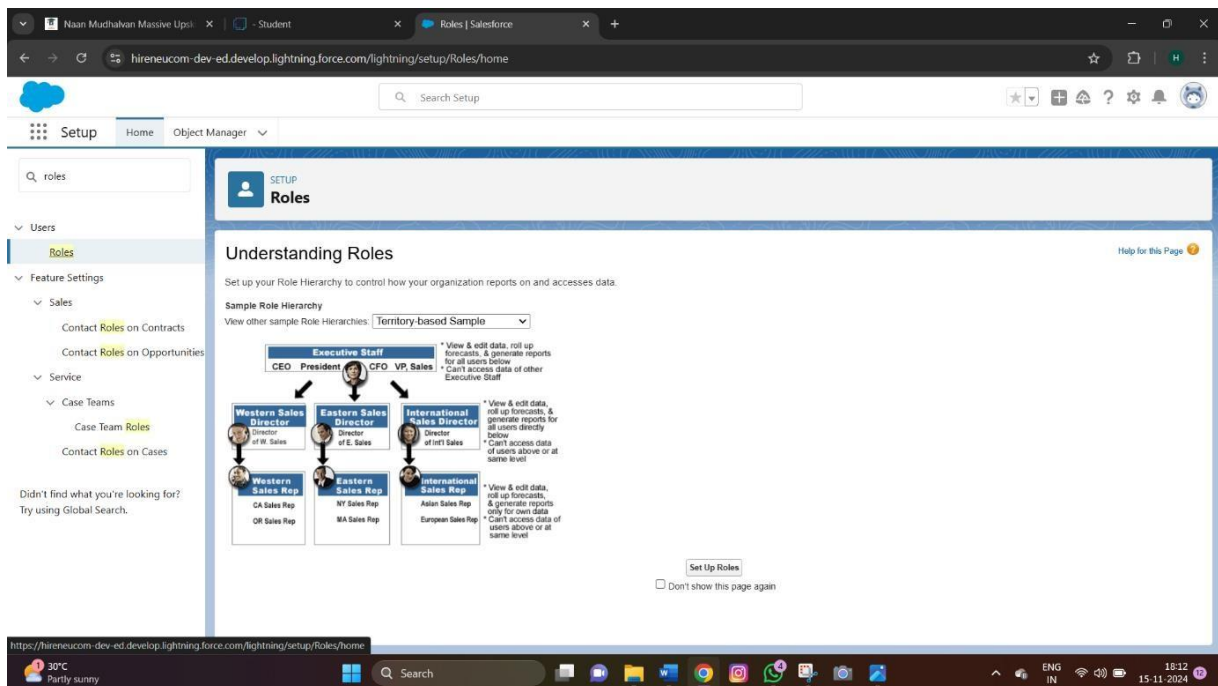 Naan Mudhalvan Massive Upsk
- Student
Roles | Salesforce
hireneucom-dev-ed.develop.lightning.force.com/lightning/setup/Roles/home
H
Search Setup
Setup
Home
Object Manager
roles
Users
Roles
Feature Settings
Sales
Contact Roles on Contracts
Contact Roles on Opportunities
Service
Case Teams
Case Team Roles
Contact Roles on Cases
Didn't find what you're looking for?
Try using Global Search.
SETUP
Roles
Understanding Roles
Help for this Page
Set up your Role Hierarchy to control how your organization reports on and accesses data.
Sample Role Hierarchy
View other sample Role Hierarchies: Territory-based Sample
Executive Staff
CEO President CFO VP, Sales
* View & edit data, roll up
forecasts, & generate reports
for all users below
* Can't access data of other
Executive Staff
Western Sales
Director
Director
of W. Sales
Eastern Sales
Director
Director
of E. Sales
International
Sales Director
Director
of Int'l Sales
* View & edit data,
roll up forecasts, &
generate reports for
all users directly
below
* Can't access data
of users above or at
same level
Western
Sales Rep
CA Sales Rep
OR Sales Rep
Eastern
Sales Rep
NY Sales Rep
MA Sales Rep
International
Sales Rep
Asian Sales Rep
European Sales Rep
* View & edit data,
roll up forecasts,
& generate reports
only for own data
* Can't access data of
users above or at
same level
Set Up Roles
Don't show this page again
https://hireneucom-dev-ed.develop.lightning.force.com/lightning/setup/Roles/home
1
30°C
Partly sunny
Search
4
ENG
IN
18:12
15-11-2024
12